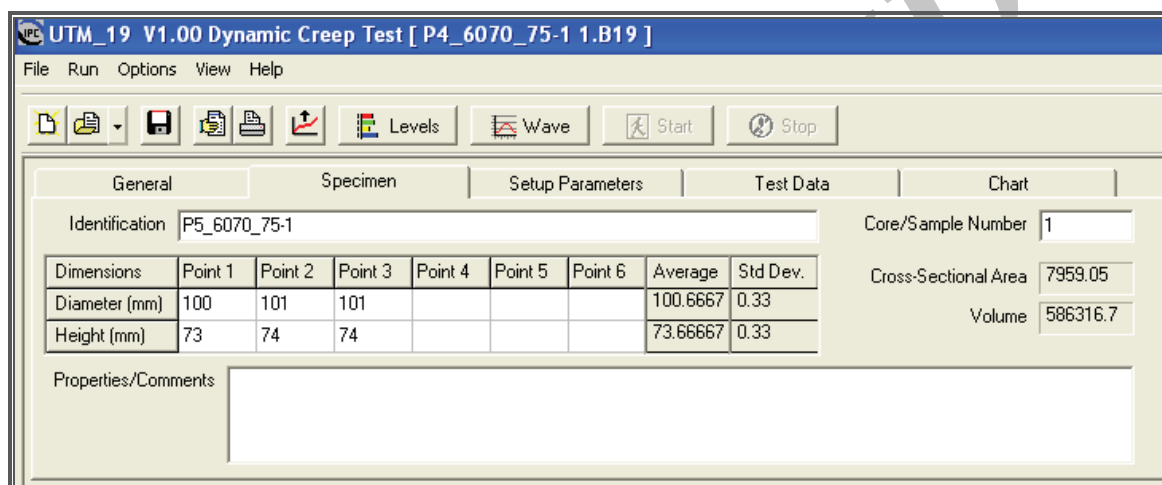 IPC UTM_19 V1.00 Dynamic Creep Test [ P4_6070_75-1 1.B19 ]
File Run Options View Help
Levels Wave Start Stop
General Specimen Setup Parameters Test Data Chart
Identification P5_6070_75-1 Core/Sample Number 1
Dimensions Point 1 Point 2 Point 3 Point 4 Point 5 Point 6 Average Std Dev.
Diameter (mm) 100 101 101 100.6667 0.33
Height (mm) 73 74 74 73.66667 0.33
Cross-Sectional Area 7959.05
Volume 586316.7
Properties/Comments